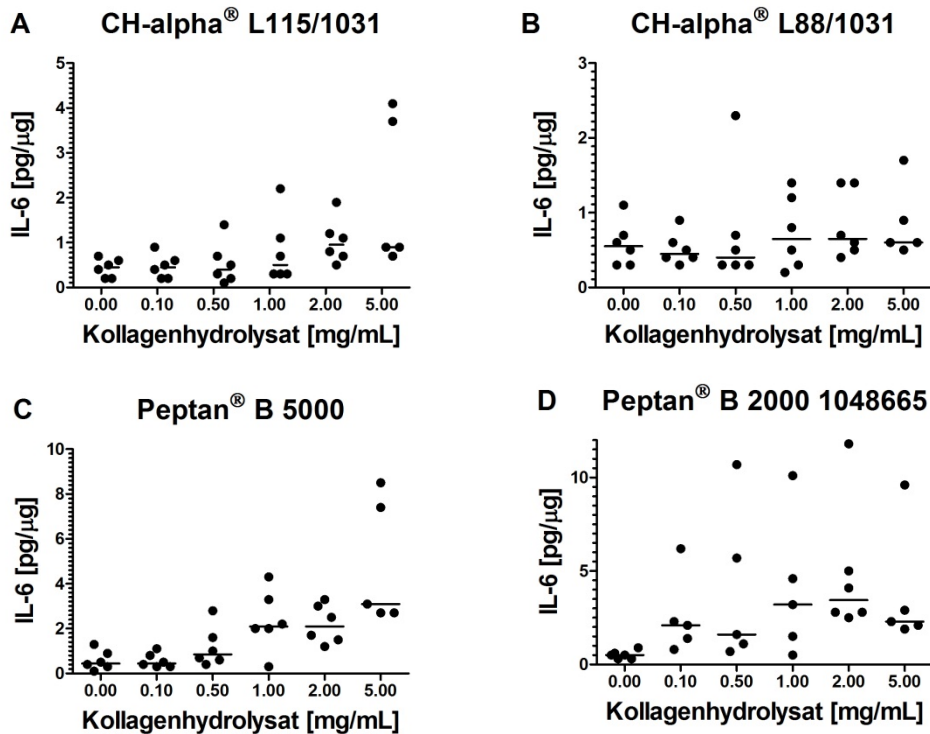 A CH-alpha® L115/1031
IL-6 [pg/µg]
5
4
3
2
1
0
0.00 0.10 0.50 1.00 2.00 5.00
Kollagenhydrolysat [mg/mL]
B CH-alpha® L88/1031
IL-6 [pg/µg]
3
2
1
0
0.00 0.10 0.50 1.00 2.00 5.00
Kollagenhydrolysat [mg/mL]
C Peptan® B 5000
IL-6 [pg/µg]
10
8
6
4
2
0
0.00 0.10 0.50 1.00 2.00 5.00
Kollagenhydrolysat [mg/mL]
D Peptan® B 2000 1048665
IL-6 [pg/µg]
10
5
0
0.00 0.10 0.50 1.00 2.00 5.00
Kollagenhydrolysat [mg/mL]